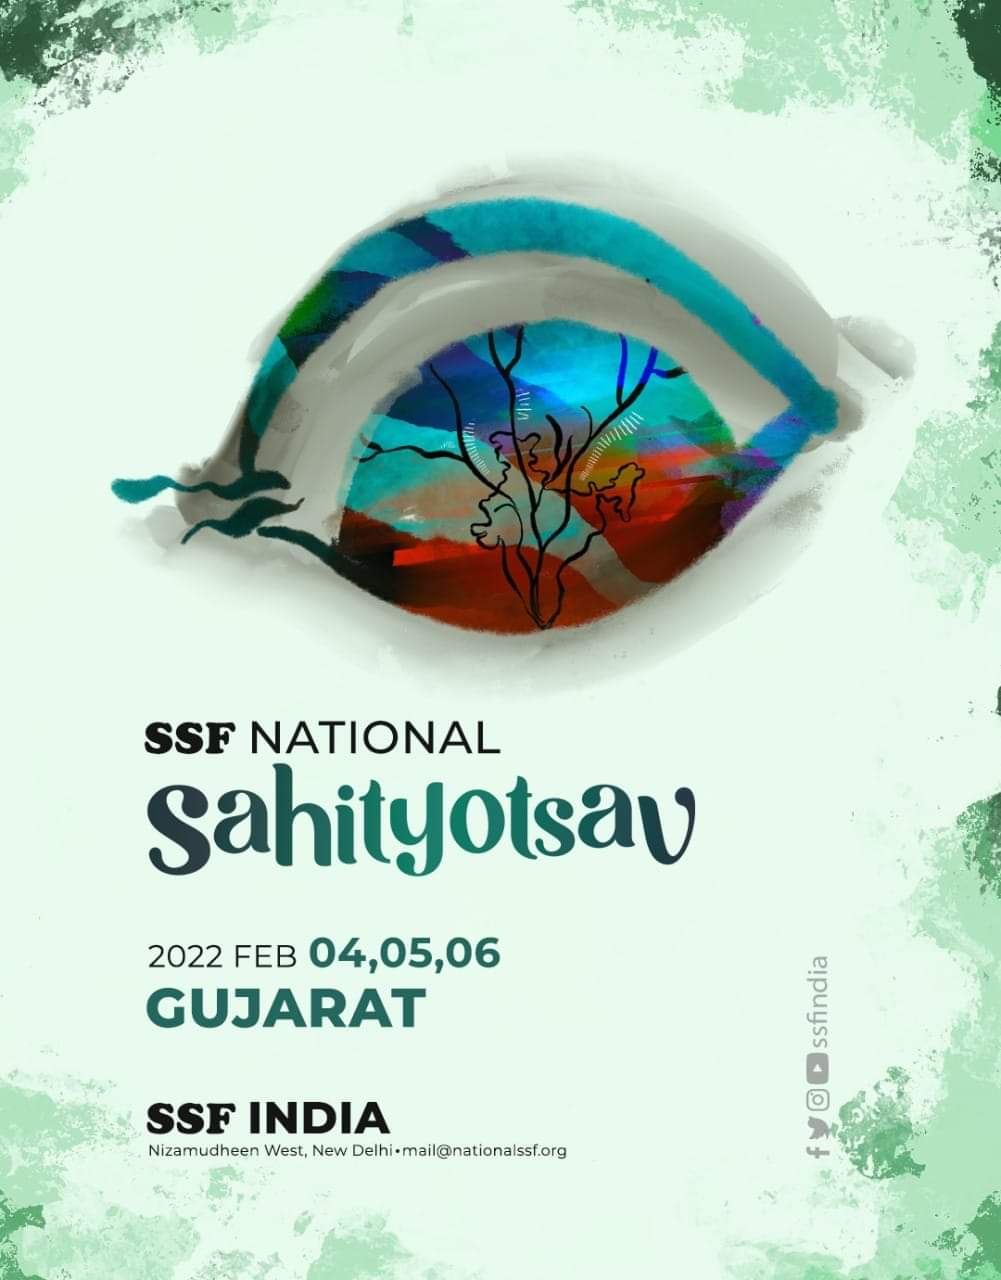 SSF NATIONAL
Sahityotsav
2022 FEB 04,05,06
GUJARAT
SSF INDIA
Nizamudheen West, New Delhi•mail@nationalssf.org
ssfindia